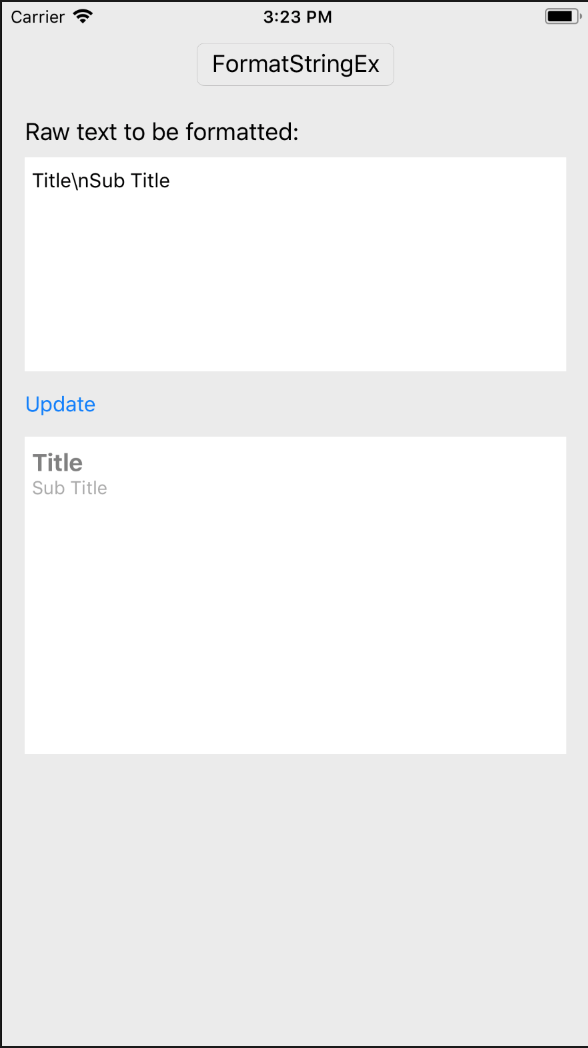 Carrier 3:23 PM
FormatStringEx
Raw text to be formatted:
Title\nSub Title
Update
Title
Sub Title